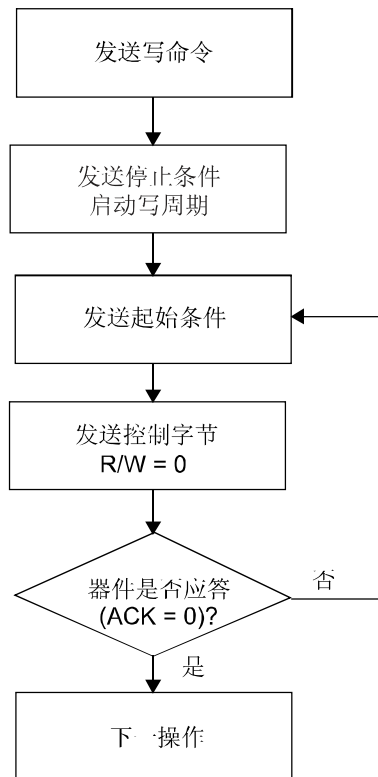 发送写命令
发送停止条件
启动写周期
发送起始条件
发送控制字节
R/W = 0
器件是否应答
(ACK = 0)?
否
是
下一操作